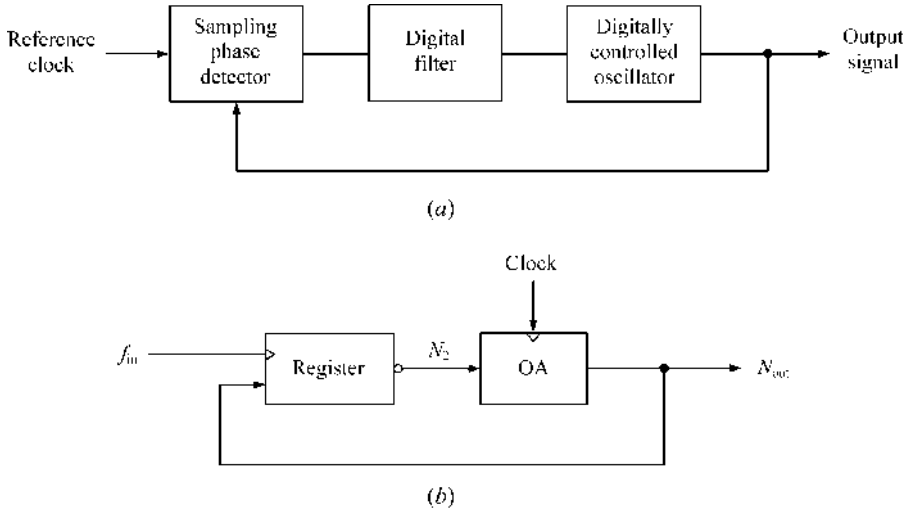 Reference
clock
Sampling
phase
detector
Digital
filter
Digitally
controlled
oscillator
Output
signal
(a)
Clock
f_in
Register
N_2
OA
N_out
(b)